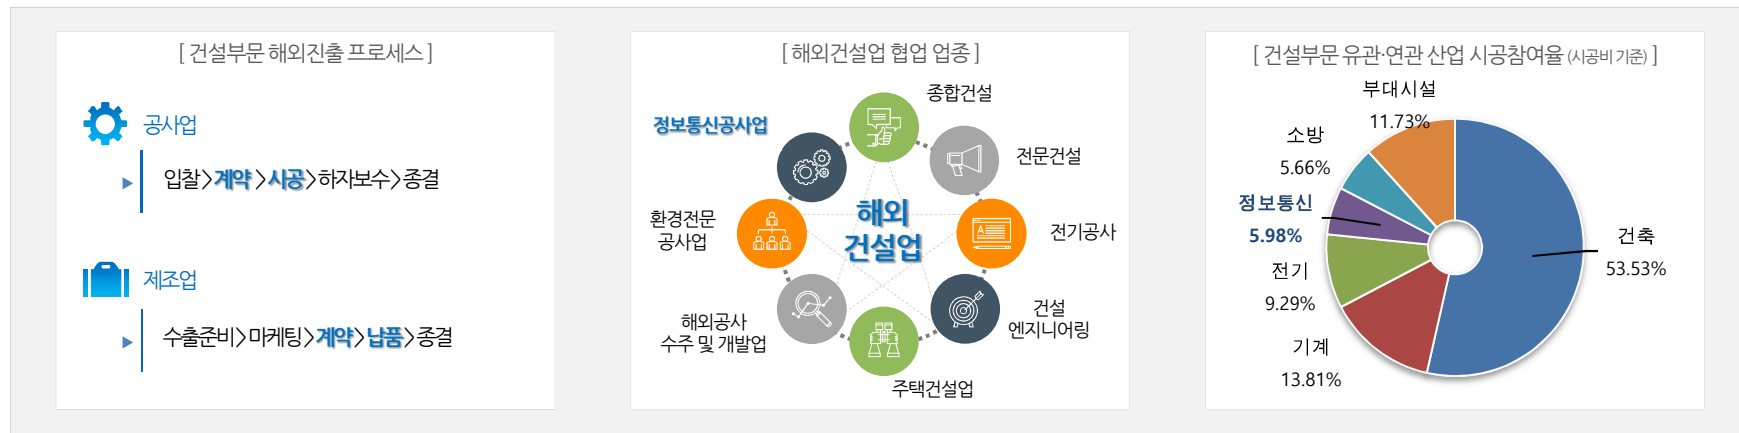 [ 건설부문 해외진출 프로세스 ]
공사업
입찰 > 계약 > 시공 > 하자보수 > 종결
제조업
수출준비 > 마케팅 > 계약 > 납품 > 종결
[ 해외건설업 협업 업종 ]
종합건설
정보통신공사업
전문건설
환경전문
공사업
해외
건설업
전기공사
A
해외공사
수주 및 개발업
건설
엔지니어링
주택건설업
[ 건설부문 유관·연관 산업 시공참여율 (시공비 기준) ]
부대시설
11.73%
소방
5.66%
정보통신
5.98%
건축
53.53%
전기
9.29%
기계
13.81%